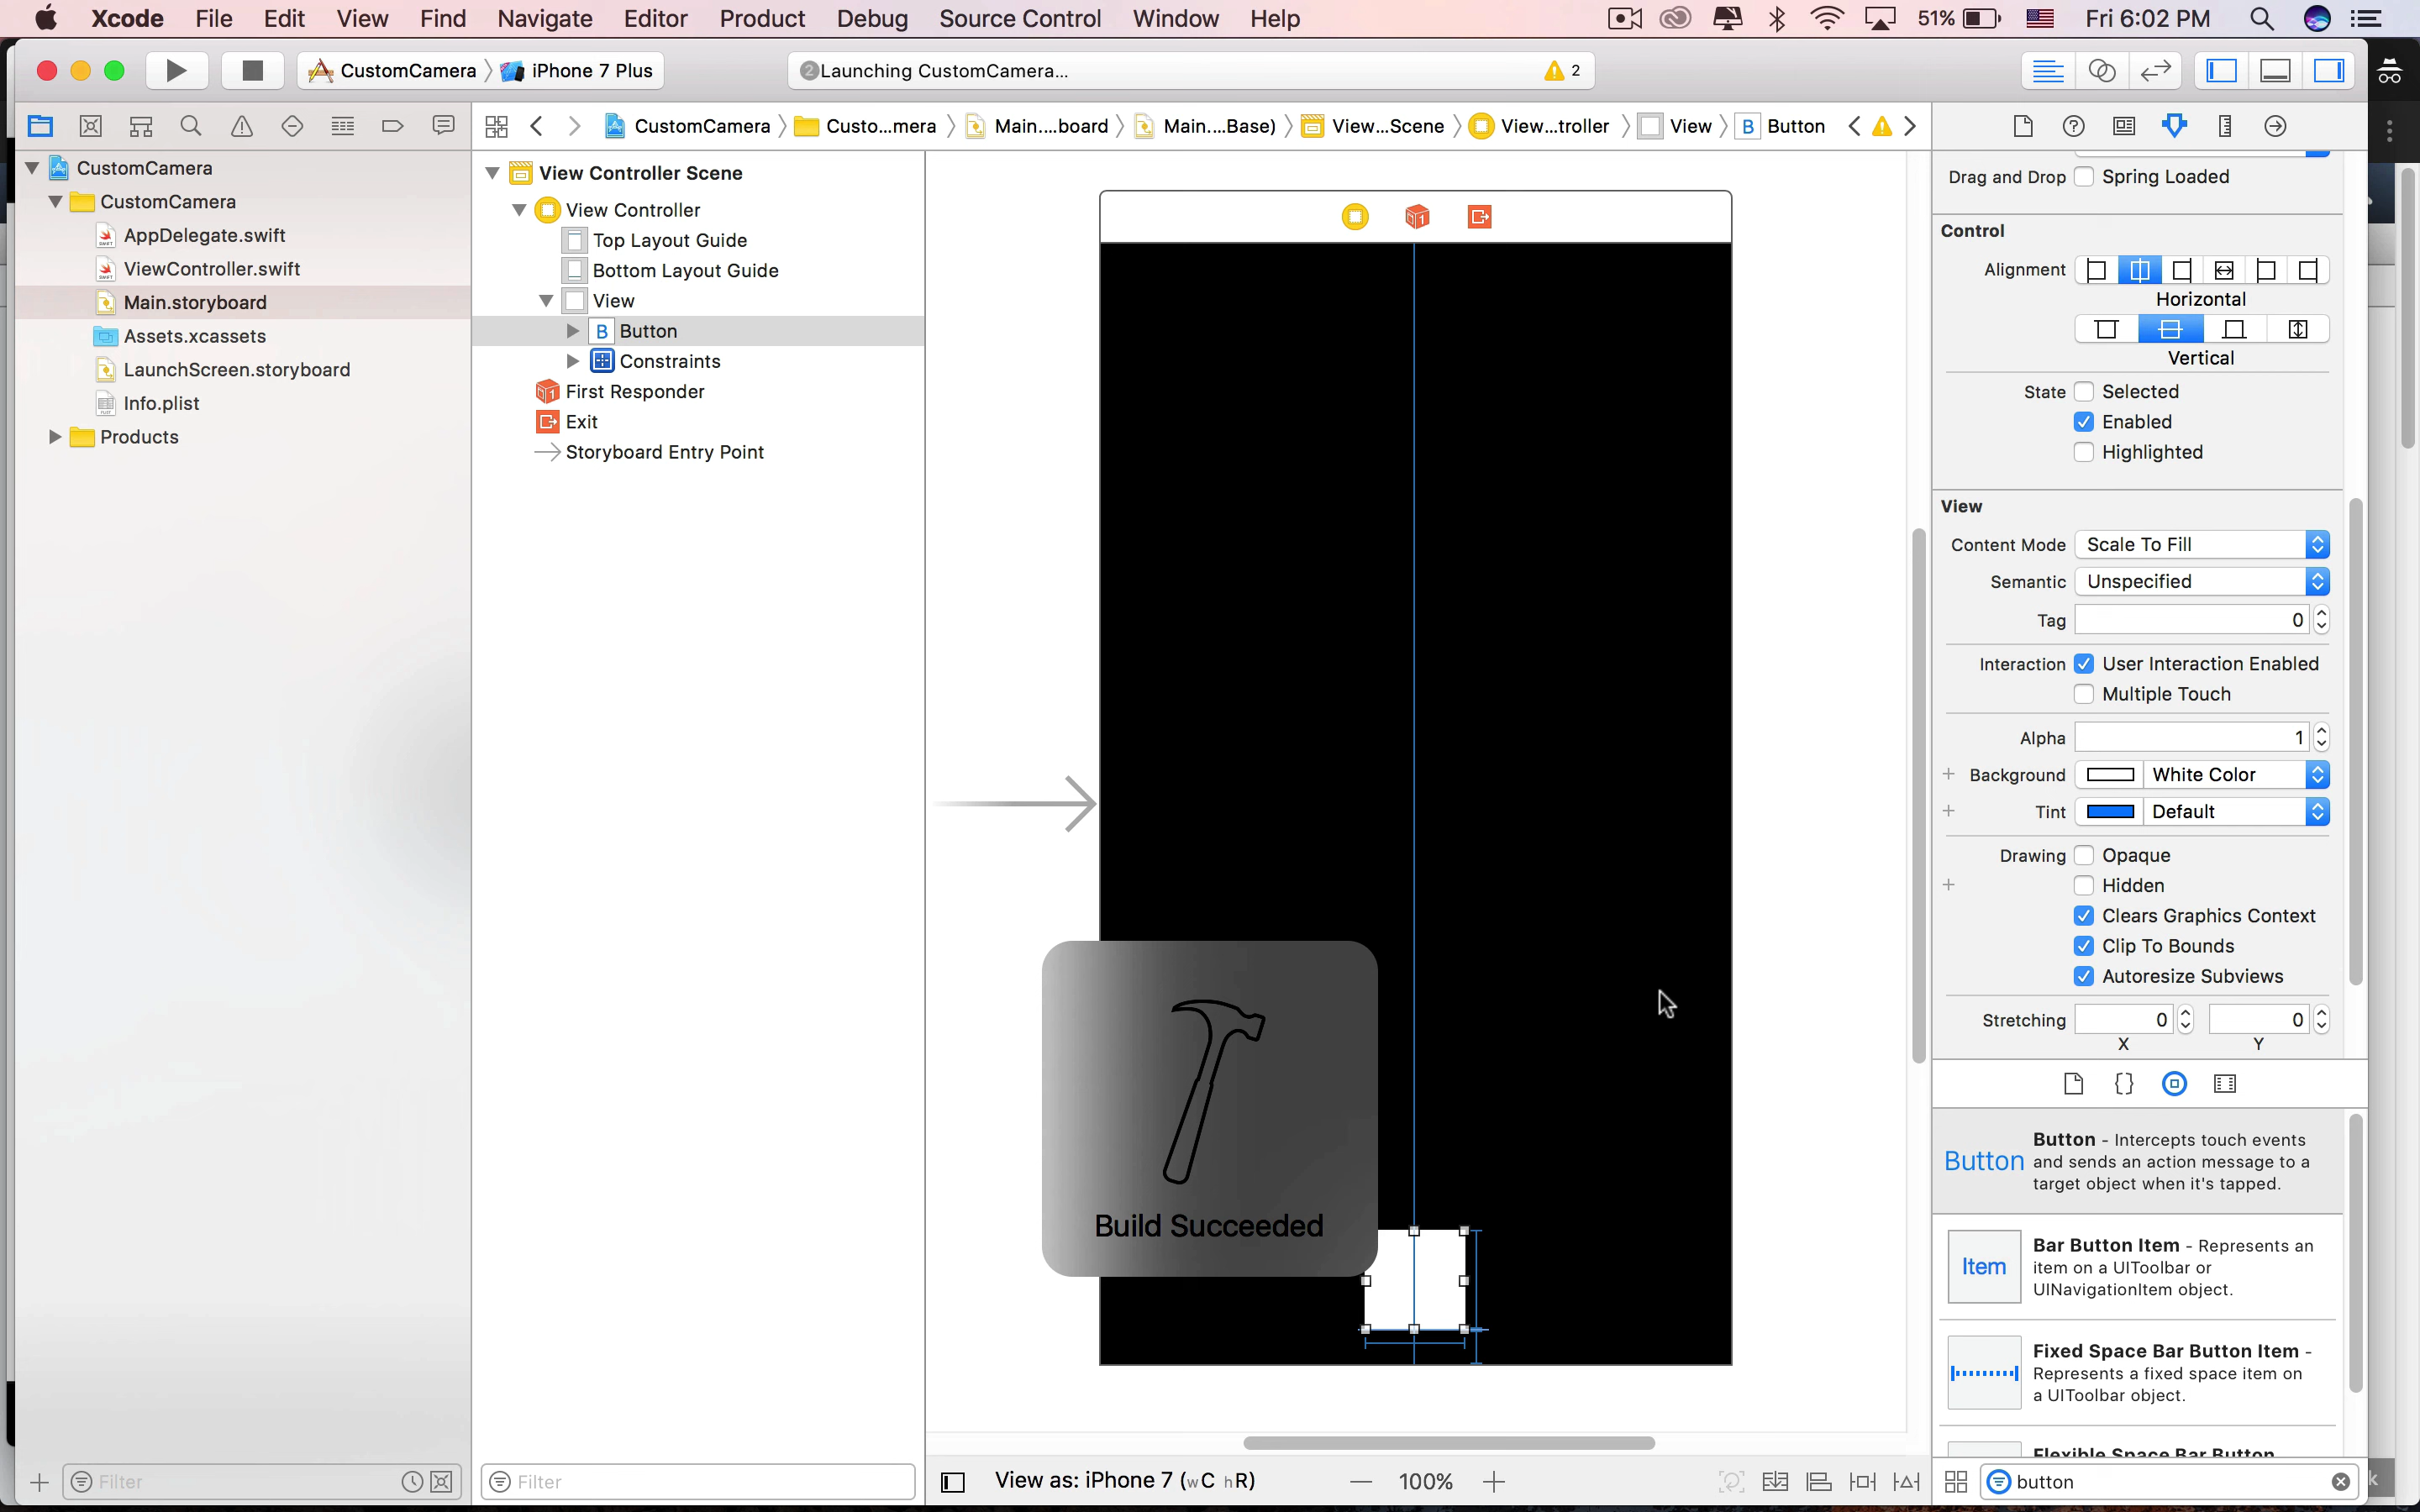 Xcode File Edit View Find Navigate Editor Product Debug Source Control Window Help 51% Fri 6:02 PM
CustomCamera iPhone 7 Plus
2 Launching CustomCamera... 2
CustomCamera Custo...mera Main....board Main....Base) View...Scene View...troller View B Button
CustomCamera
CustomCamera
AppDelegate.swift
ViewController.swift
Main.storyboard
Assets.xcassets
LaunchScreen.storyboard
Info.plist
Products
View Controller Scene
View Controller
Top Layout Guide
Bottom Layout Guide
View
B Button
Constraints
First Responder
Exit
Storyboard Entry Point
Build Succeeded
Drag and Drop Spring Loaded
Control
Alignment
Horizontal
Vertical
State Selected
Enabled
Highlighted
View
Content Mode Scale To Fill
Semantic Unspecified
Tag 0
Interaction User Interaction Enabled
Multiple Touch
Alpha 1
Background White Color
Tint Default
Drawing Opaque
Hidden
Clears Graphics Context
Clip To Bounds
Autoresize Subviews
Stretching 0 0
X Y
Button
Button - Intercepts touch events
and sends an action message to a
target object when it's tapped.
Item
Bar Button Item - Represents an
item on a UIToolbar or
UINavigationItem object.
Fixed Space Bar Button Item -
Represents a fixed space item on
a UIToolbar object.
Flexible Space Bar Button
Filter
Filter
View as: iPhone 7 (wC hR)
100%
button